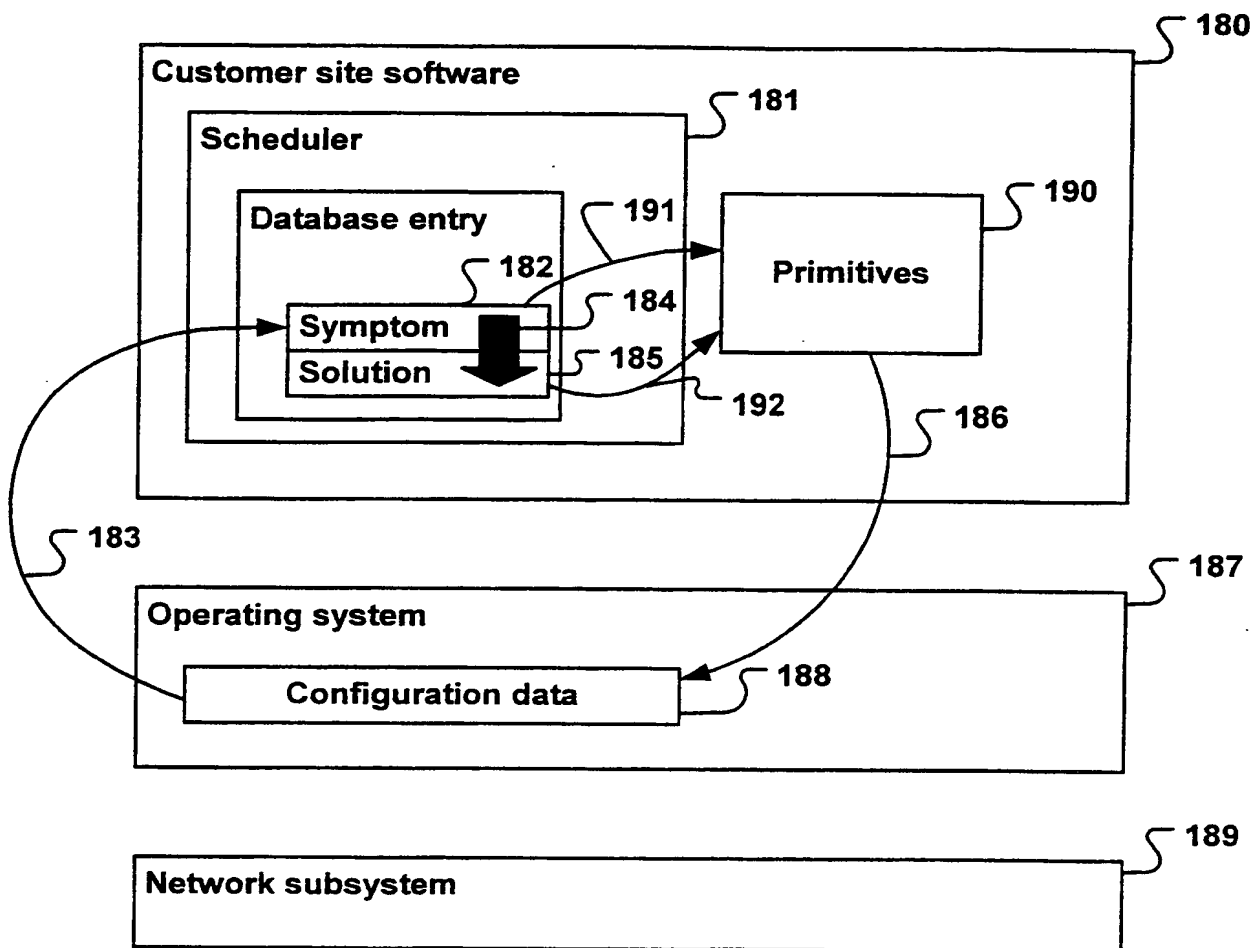 180
Customer site software
181
Scheduler
190
Database entry
191
Primitives
182
184
Symptom
Solution
185
192
186
183
187
Operating system
188
Configuration data
189
Network subsystem